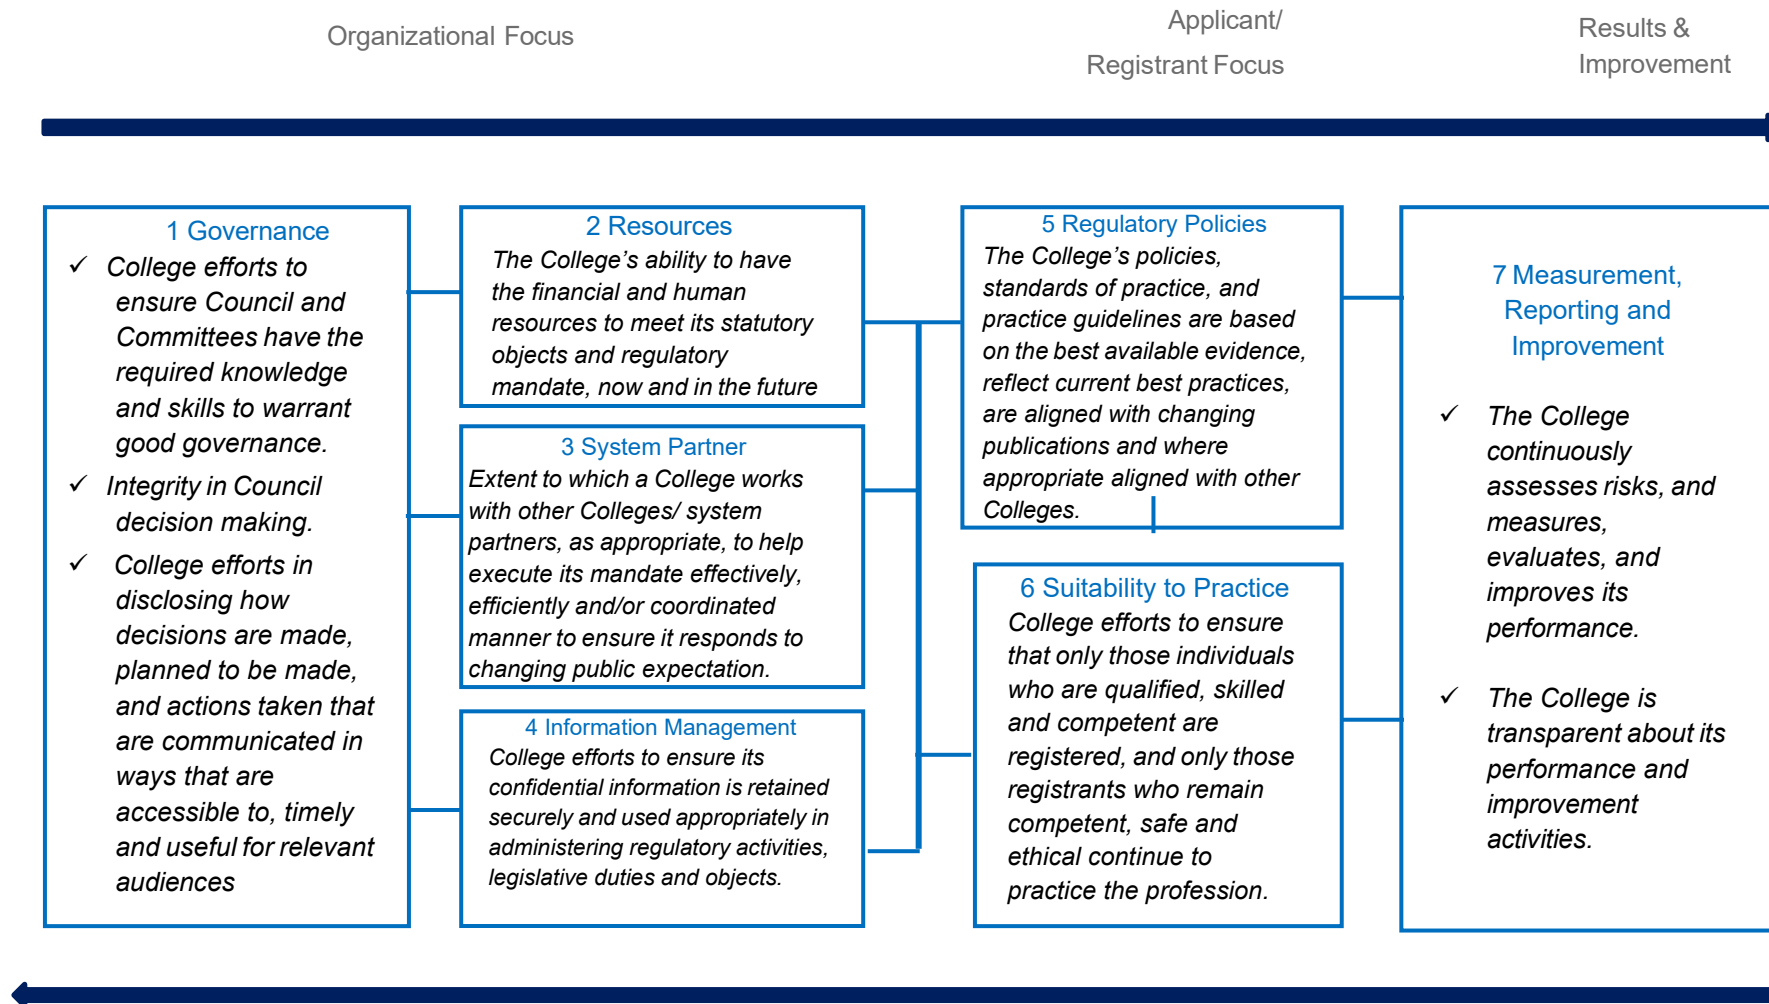 Organizational Focus
Applicant/
Registrant Focus
Results &
Improvement
1 Governance
✓ College efforts to
ensure Council and
Committees have the
required knowledge
and skills to warrant
good governance.
✓ Integrity in Council
decision making.
✓ College efforts in
disclosing how
decisions are made,
planned to be made,
and actions taken that
are communicated in
ways that are
accessible to, timely
and useful for relevant
audiences
2 Resources
The College’s ability to have
the financial and human
resources to meet its statutory
objects and regulatory
mandate, now and in the future
3 System Partner
Extent to which a College works
with other Colleges/ system
partners, as appropriate, to help
execute its mandate effectively,
efficiently and/or coordinated
manner to ensure it responds to
changing public expectation.
4 Information Management
College efforts to ensure its
confidential information is retained
securely and used appropriately in
administering regulatory activities,
legislative duties and objects.
5 Regulatory Policies
The College’s policies,
standards of practice, and
practice guidelines are based
on the best available evidence,
reflect current best practices,
are aligned with changing
publications and where
appropriate aligned with other
Colleges.
6 Suitability to Practice
College efforts to ensure
that only those individuals
who are qualified, skilled
and competent are
registered, and only those
registrants who remain
competent, safe and
ethical continue to
practice the profession.
7 Measurement,
Reporting and
Improvement
✓ The College
continuously
assesses risks, and
measures,
evaluates, and
improves its
performance.
✓ The College is
transparent about its
performance and
improvement
activities.